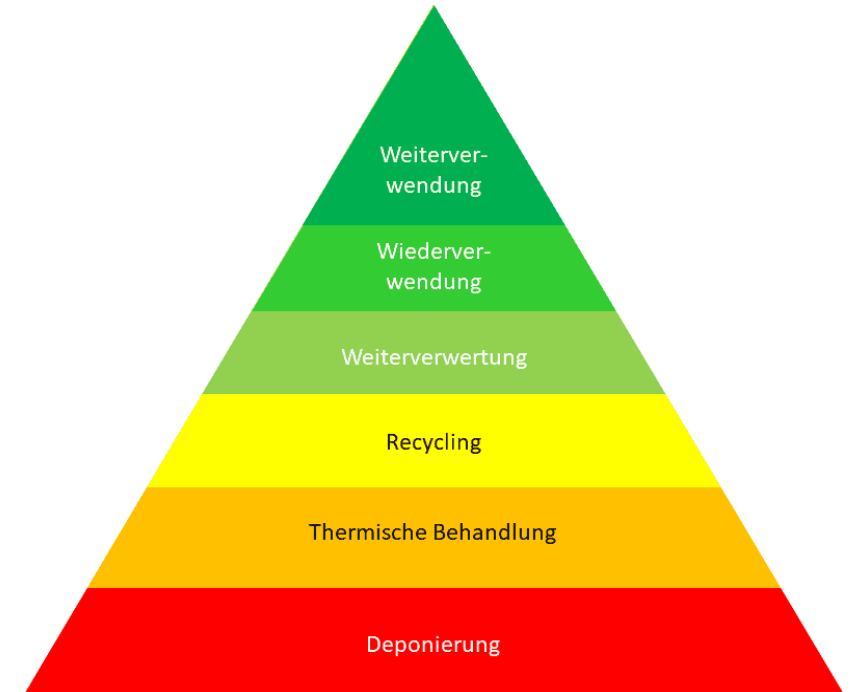 Weiterver-
wendung
Wiederver-
wendung
Weiterverwertung
Recycling
Thermische Behandlung
Deponierung